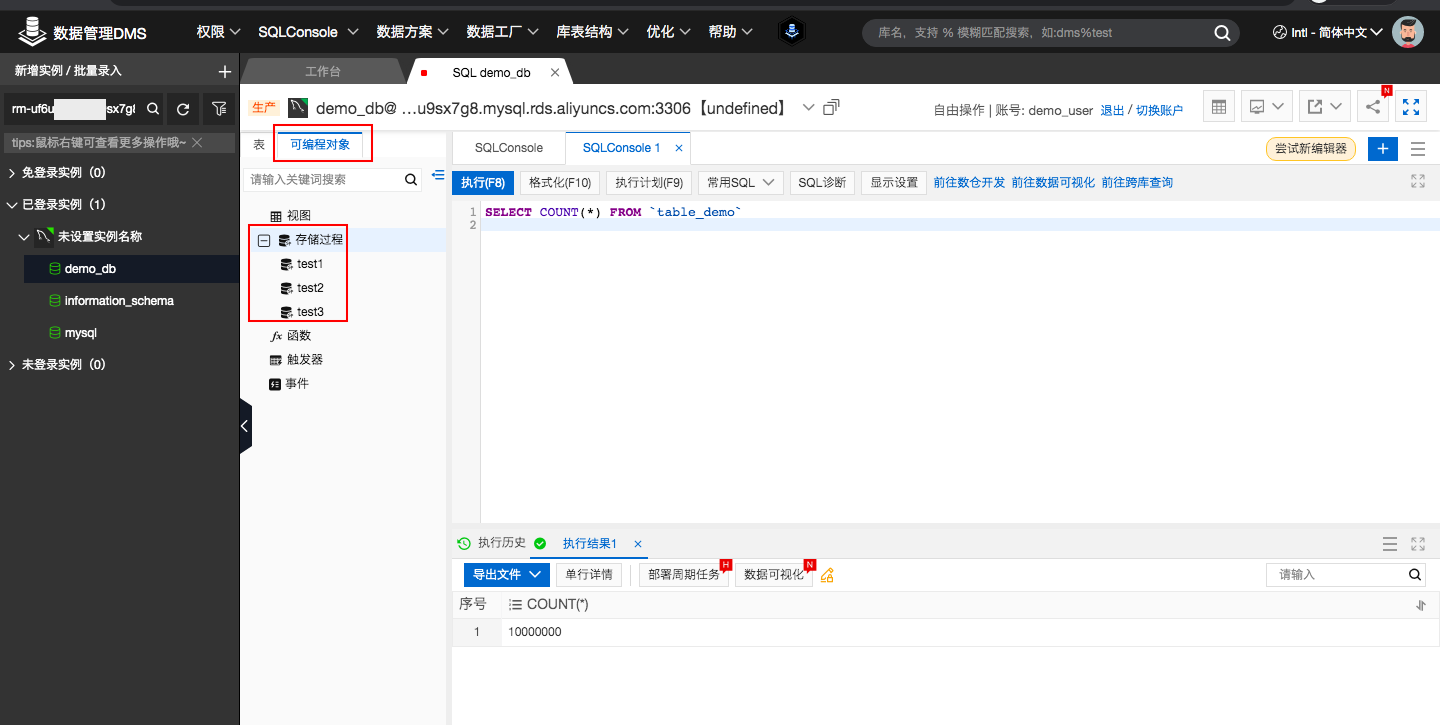 数据管理DMS 权限 SQLConsole 数据方案 数据工厂 库表结构 优化 帮助 库名，支持 % 模糊匹配搜索，如:dms%test Intl - 简体中文
新增实例 / 批量录入 +
工作台 SQL demo_db
rm-uf6u sx7g8
生产 demo_db@ ...u9sx7g8.mysql.rds.aliyuncs.com:3306【undefined】 自由操作 | 账号: demo_user 退出 / 切换账户 N
tips:鼠标右键可查看更多操作哦~
免登录实例（0）
已登录实例（1）
未设置实例名称
demo_db
information_schema
mysql
未登录实例（0）
表 可编程对象
请输入关键词搜索
视图
存储过程
test1
test2
test3
fx 函数
触发器
事件
SQLConsole SQLConsole 1 × 尝试新编辑器 +
执行(F8) 格式化(F10) 执行计划(F9) 常用SQL SQL诊断 显示设置 前往数仓开发 前往数据可视化 前往跨库查询
1 SELECT COUNT(*) FROM `table_demo`
2
执行历史 执行结果1 ×
导出文件 单行详情 部署周期任务 H 数据可视化 N 请输入
序号 COUNT(*)
1 10000000